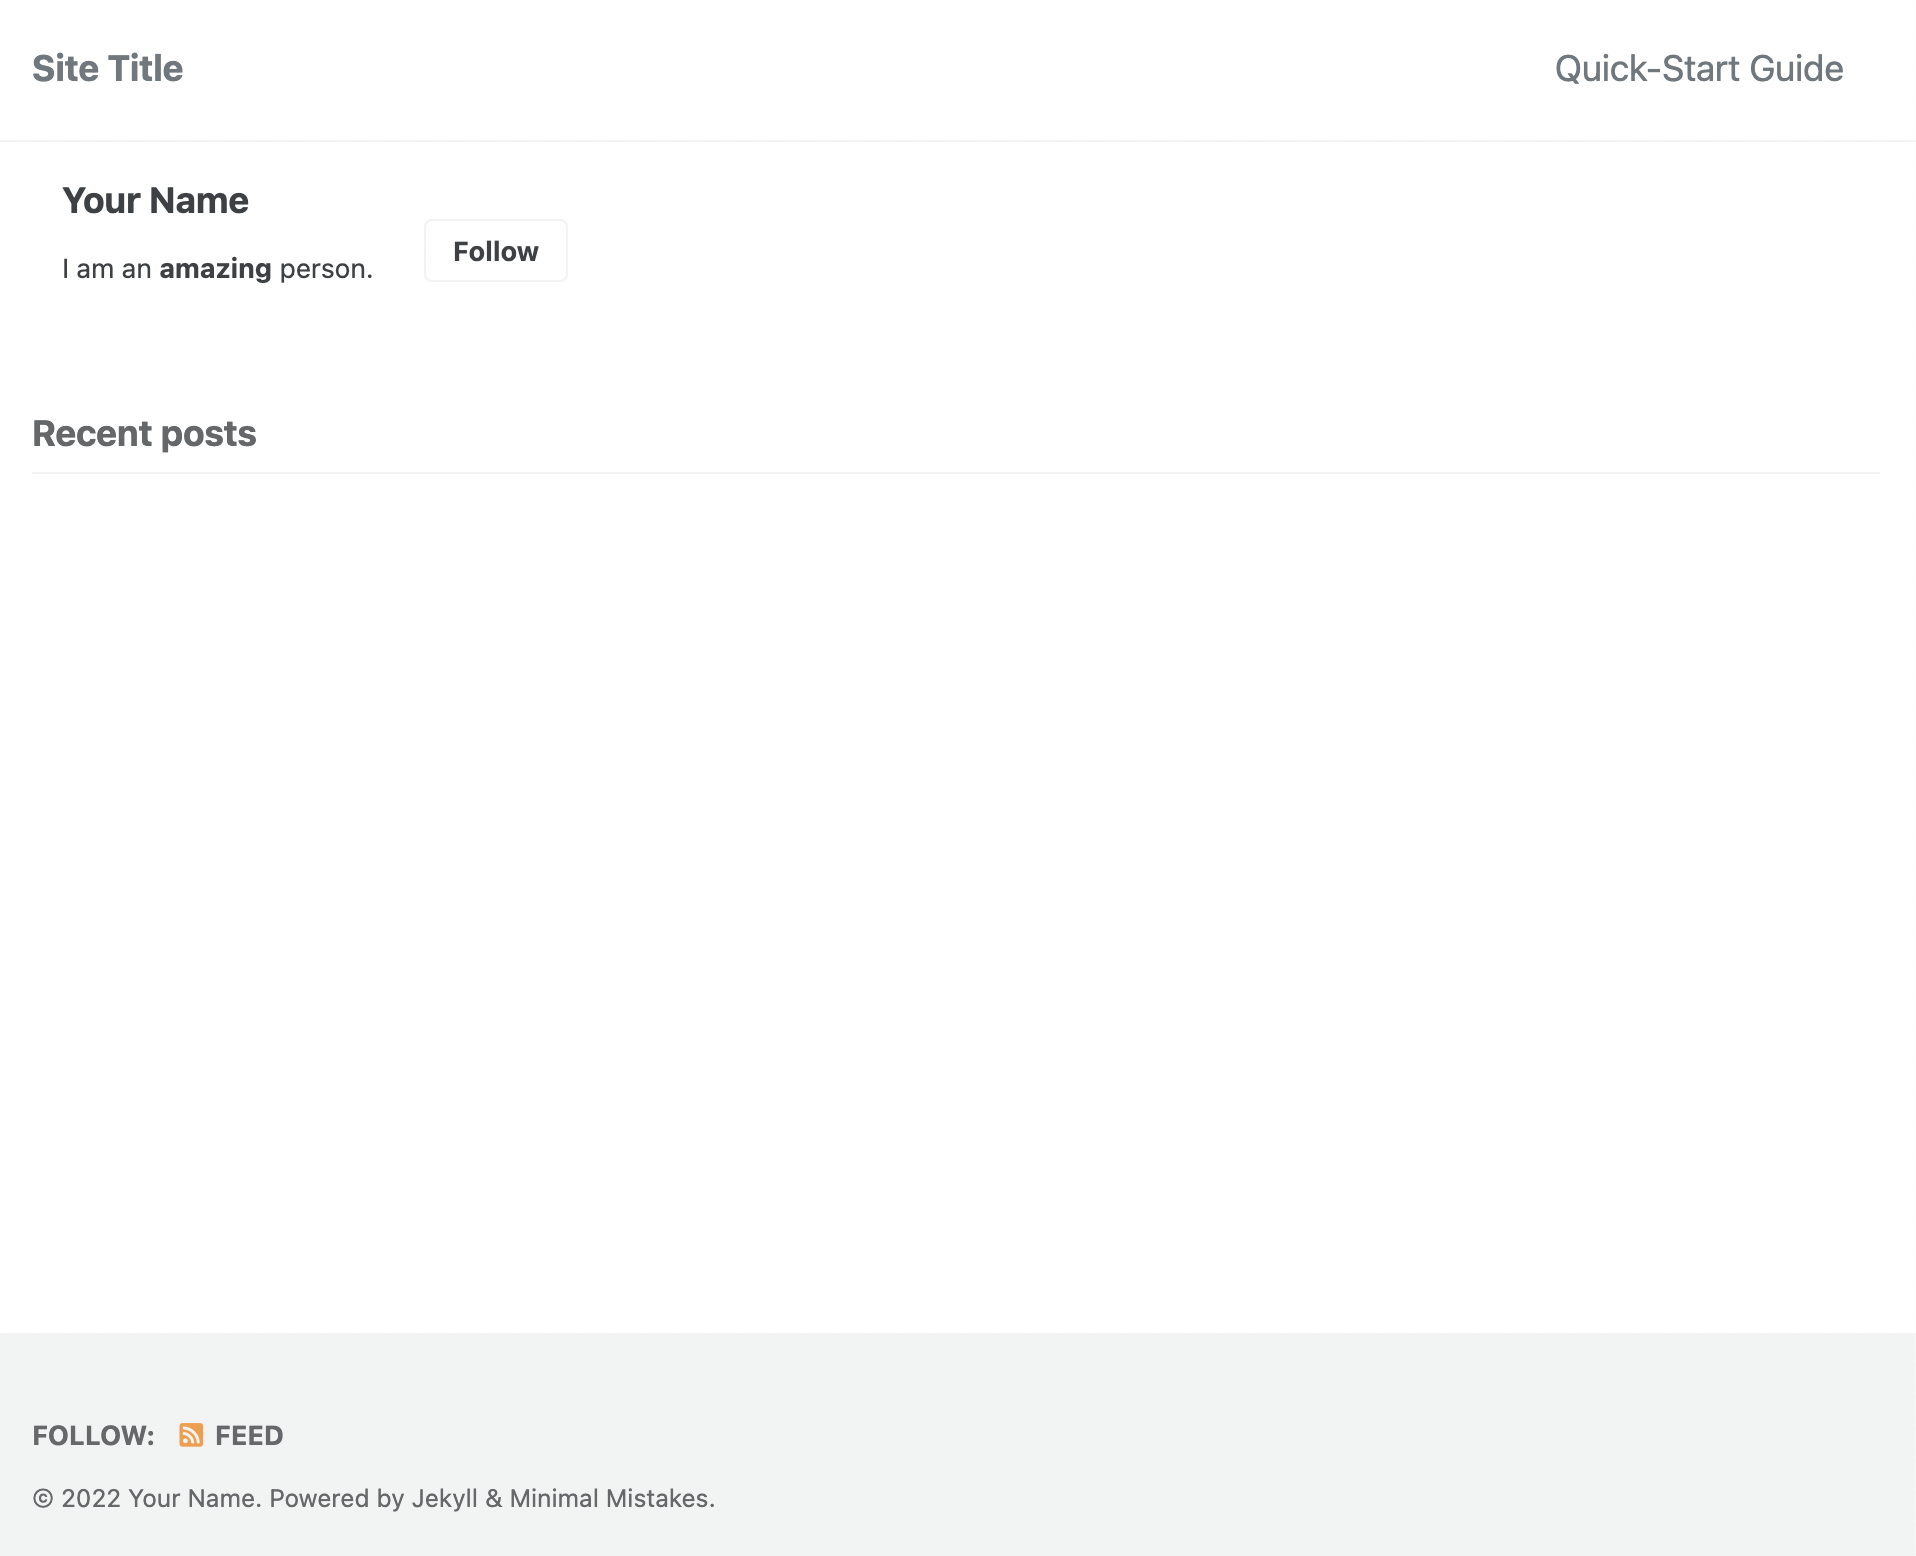 Site Title
Quick-Start Guide
Your Name
I am an amazing person.
Follow
Recent posts
FOLLOW: FEED
© 2022 Your Name. Powered by Jekyll & Minimal Mistakes.